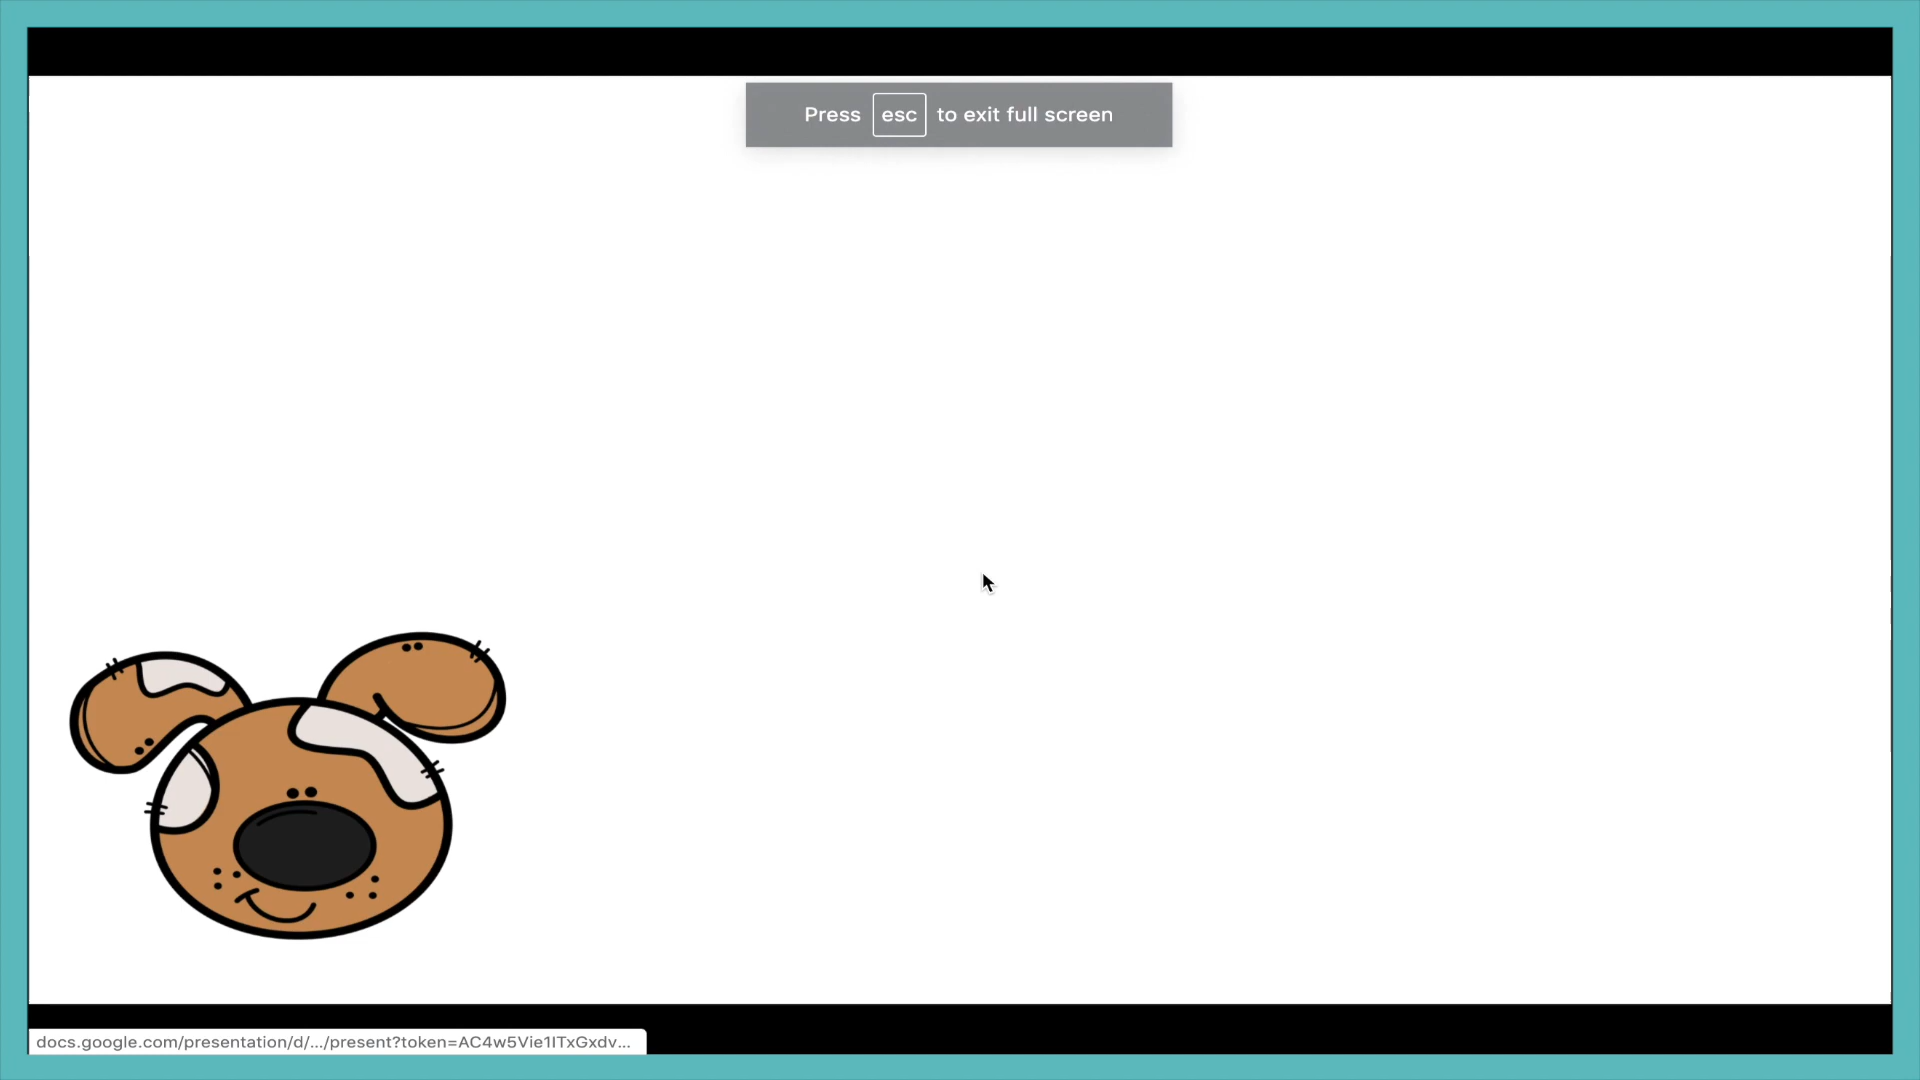 Press esc to exit full screen
docs.google.com/presentation/d/.../present?token=AC4w5Vie1ITxGxdv...